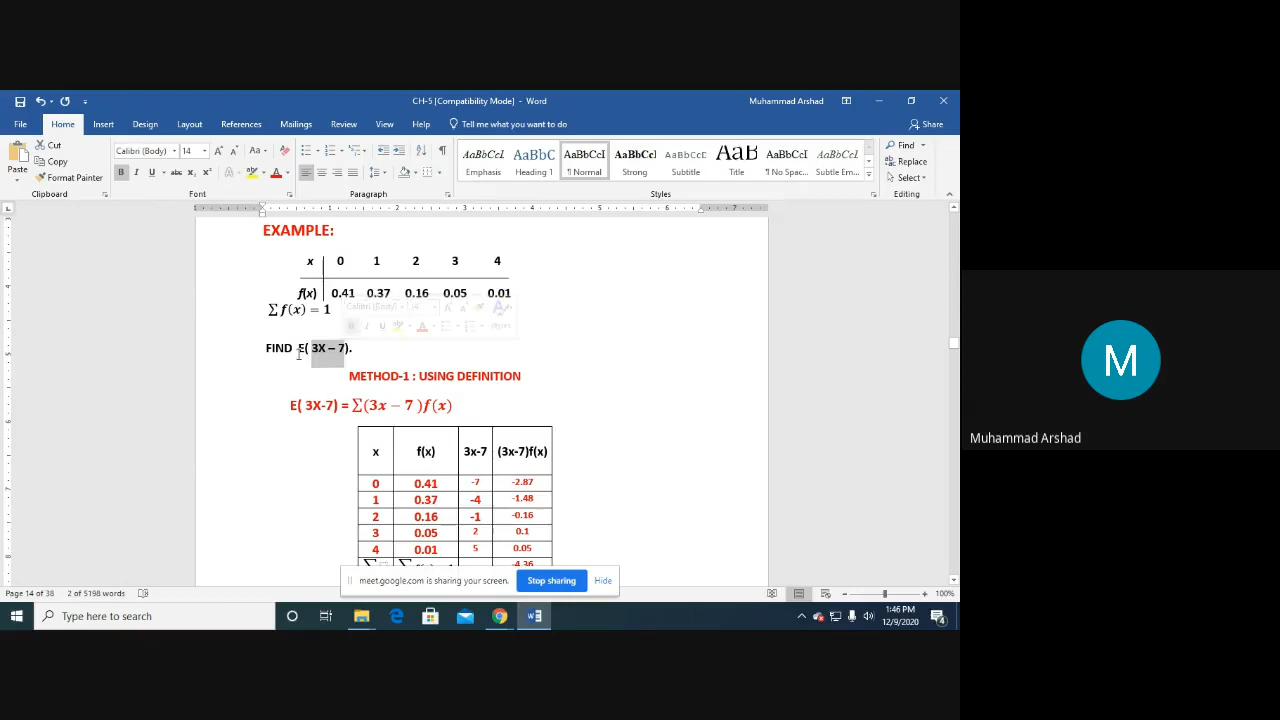 CH-5 [Compatibility Mode] - Word
Muhammad Arshad
File Home Insert Design Layout References Mailings Review View Help Tell me what you want to do Share
Paste
Cut
Copy
Format Painter
Clipboard
Calibri (Body) 14
Font
Paragraph
AaBbCcI AaBbC AaBbCcI AaBbCcI AaBbCcD AaB AaBbCcI AaBbCcI
Emphasis Heading 1 ¶ Normal Strong Subtitle Title ¶ No Spac... Subtle Em...
Styles
Find
Replace
Select
Editing
EXAMPLE:
x 0 1 2 3 4
f(x) 0.41 0.37 0.16 0.05 0.01
∑ f(x) = 1
FIND E( 3X – 7).
METHOD-1 : USING DEFINITION
E( 3X-7) = ∑(3x − 7 )f(x)
x f(x) 3x-7 (3x-7)f(x)
0 0.41 -7 -2.87
1 0.37 -4 -1.48
2 0.16 -1 -0.16
3 0.05 2 0.1
4 0.01 5 0.05
-4.36
meet.google.com is sharing your screen. Stop sharing Hide
Page 14 of 38 2 of 5198 words
100%
Type here to search
1:46 PM
12/9/2020
4
M
Muhammad Arshad